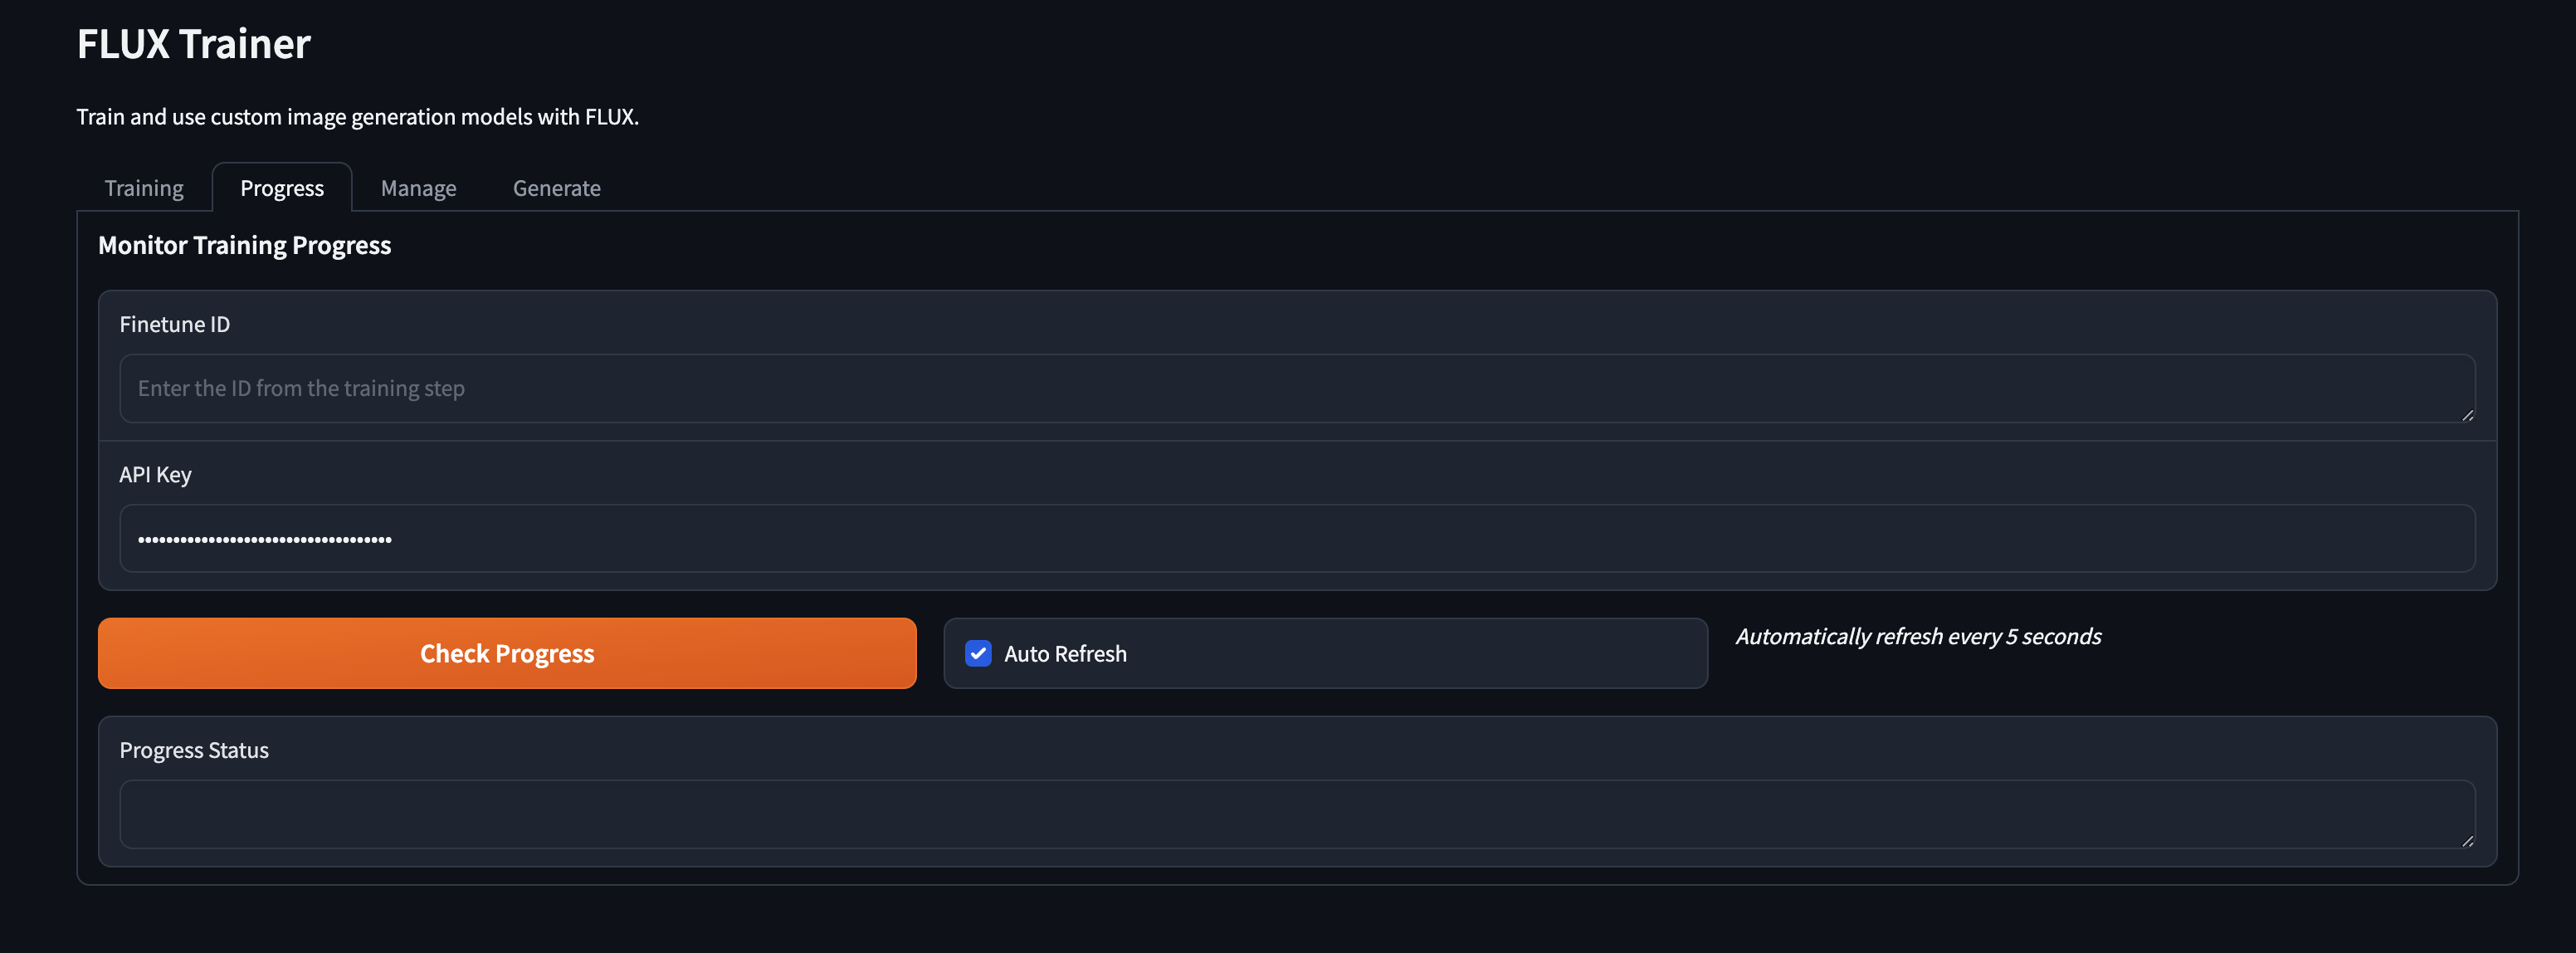 FLUX Trainer
Train and use custom image generation models with FLUX.
Training Progress Manage Generate
Monitor Training Progress
Finetune ID
Enter the ID from the training step
API Key
••••••••••••••••••••••••••••••••••••
Check Progress Auto Refresh Automatically refresh every 5 seconds
Progress Status